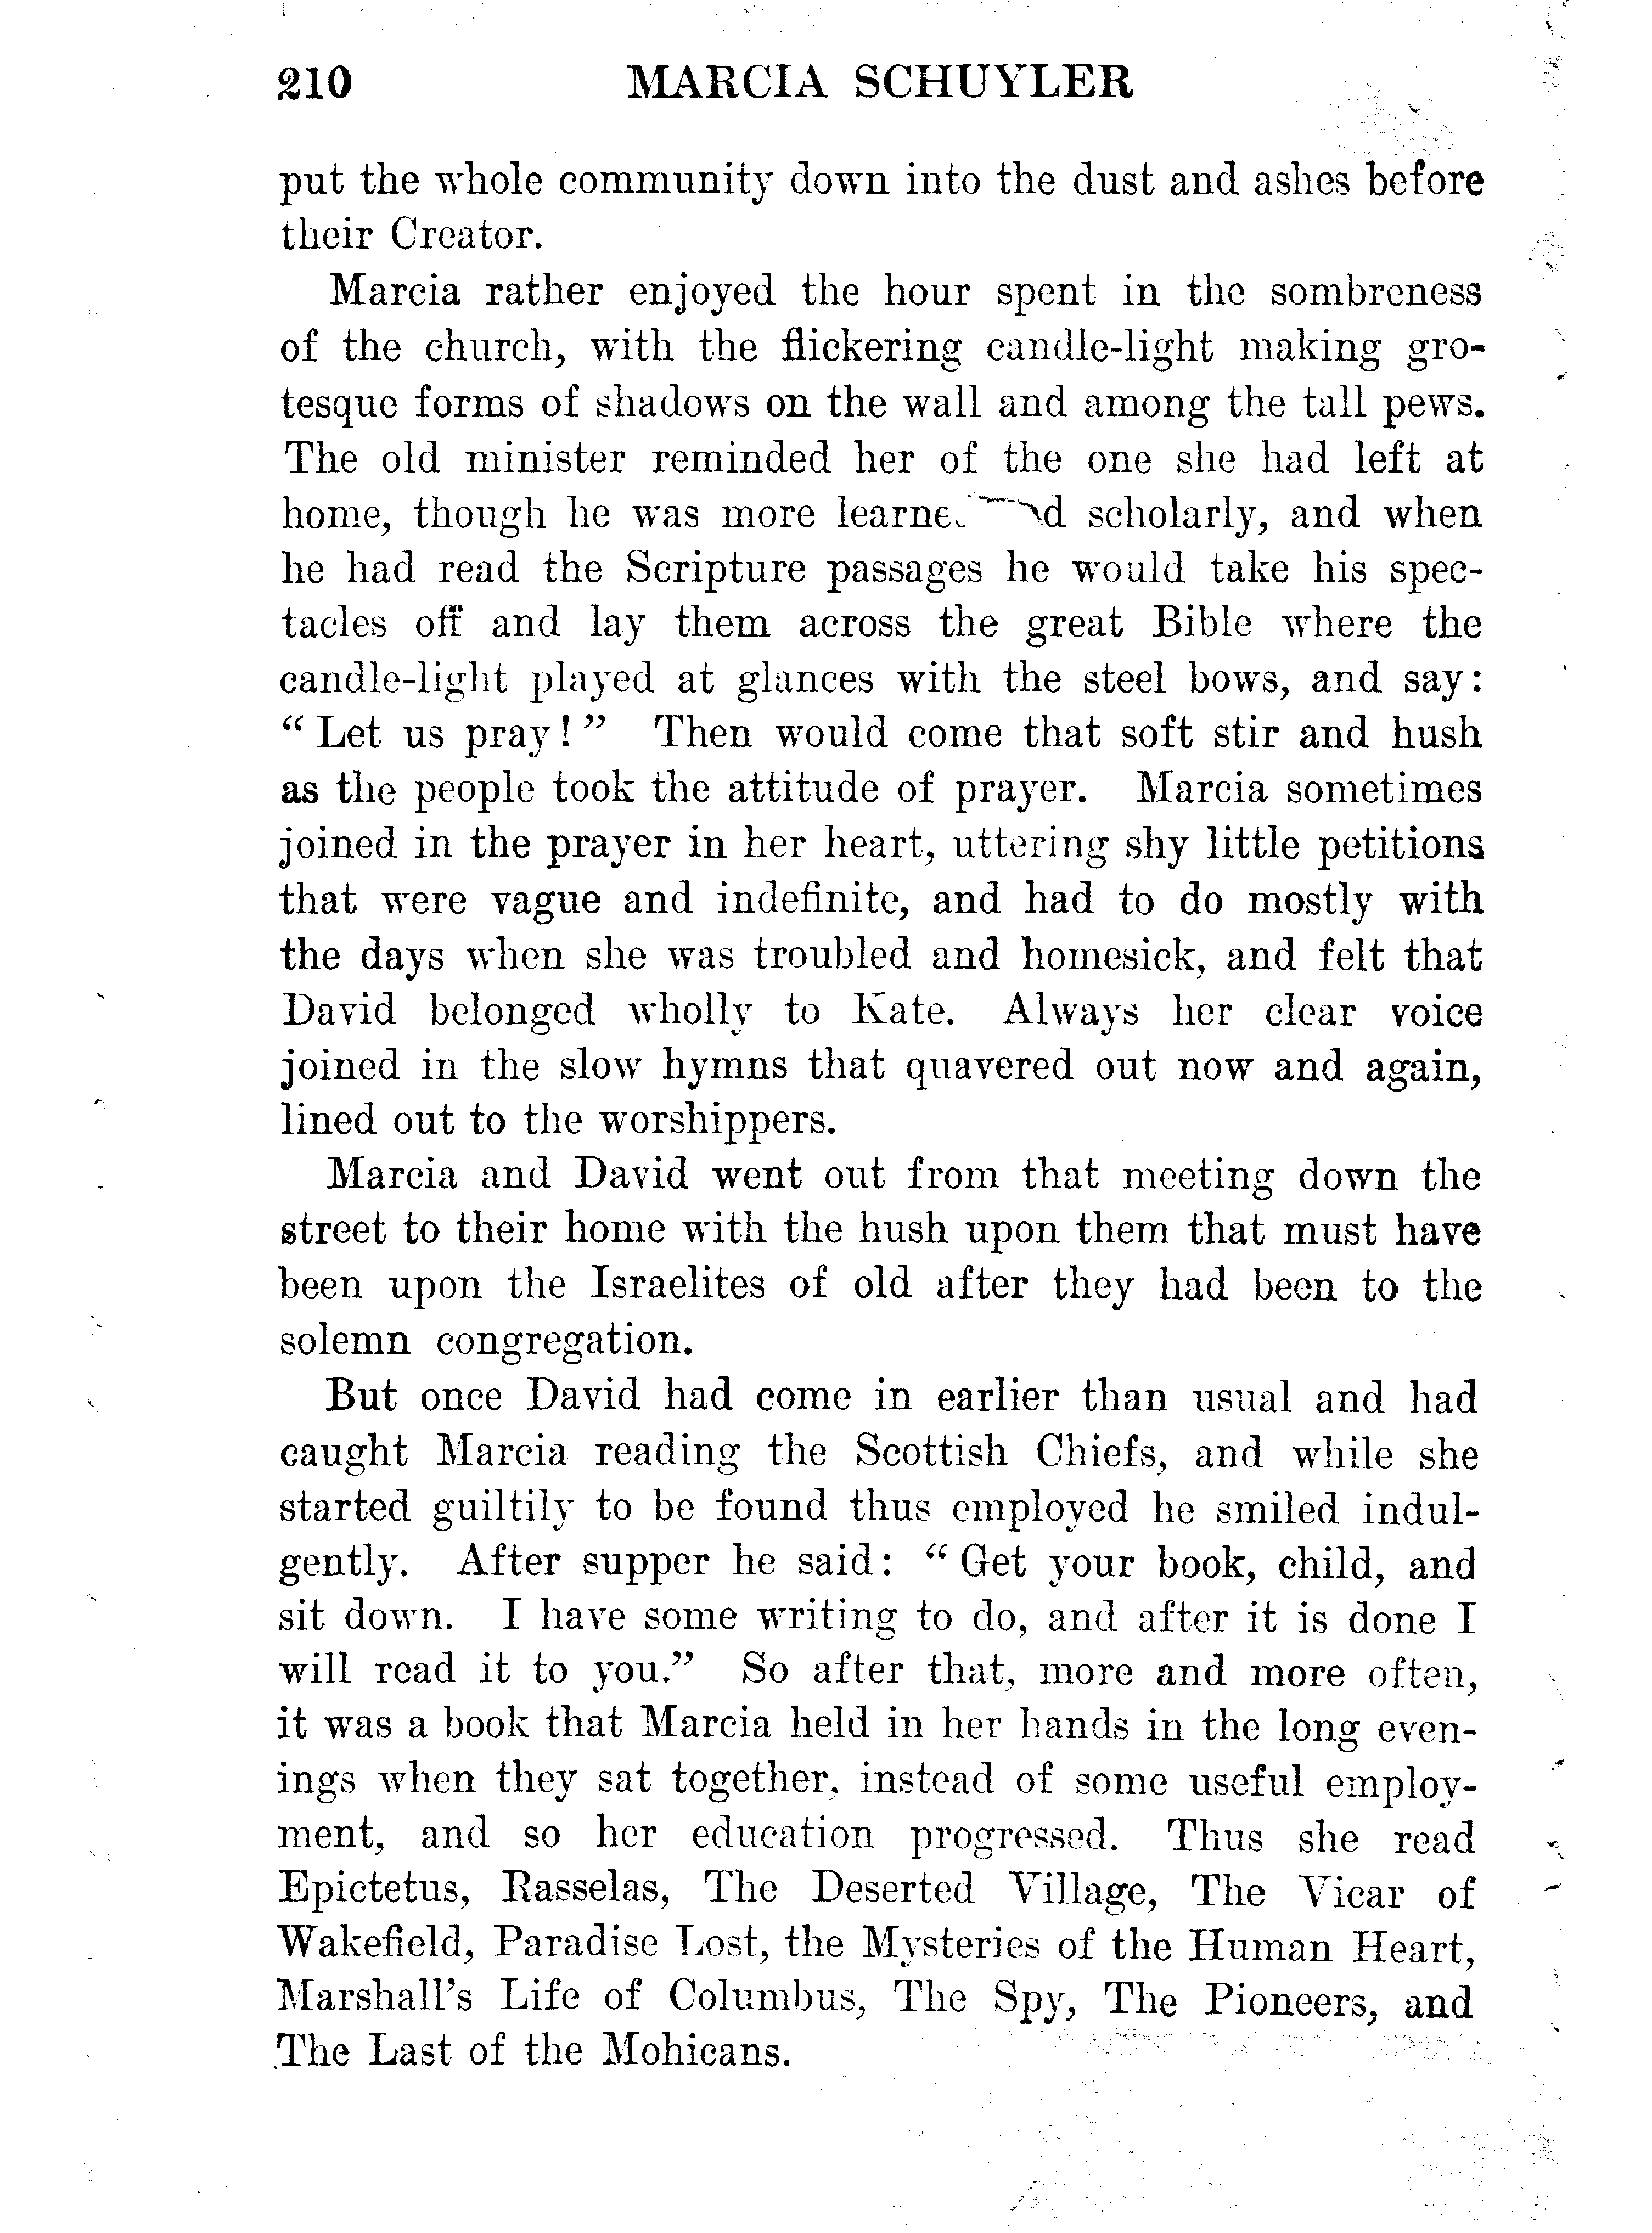 210 MARCIA SCHUYLER
put the whole community down into the dust and ashes before
their Creator.
Marcia rather enjoyed the hour spent in the sombreness
of the church, with the flickering candle-light making gro-
tesque forms of shadows on the wall and among the tall pews.
The old minister reminded her of the one she had left at
home, though he was more scholarly, and when
he had read the Scripture passages he would take his spec-
tacles off and lay them across the great Bible where the
candle-light played at glances with the steel bows, and say:
“Let us pray!” Then would come that soft stir and hush
as the people took the attitude of prayer. Marcia sometimes
joined in the prayer in her heart, uttering shy little petitions
that were vague and indefinite, and had to do mostly with
the days when she was troubled and homesick, and felt that
David belonged wholly to Kate. Always her clear voice
joined in the slow hymns that quavered out now and again,
lined out to the worshippers.
Marcia and David went out from that meeting down the
street to their home with the hush upon them that must have
been upon the Israelites of old after they had been to the
solemn congregation.
But once David had come in earlier than usual and had
caught Marcia reading the Scottish Chiefs, and while she
started guiltily to be found thus employed he smiled indul-
gently. After supper he said: “Get your book, child, and
sit down. I have some writing to do, and after it is done I
will read it to you.” So after that, more and more often,
it was a book that Marcia held in her hands in the long even-
ings when they sat together, instead of some useful employ-
ment, and so her education progressed. Thus she read
Epictetus, Rasselas, The Deserted Village, The Vicar of
Wakefield, Paradise Lost, the Mysteries of the Human Heart,
Marshall's Life of Columbus, The Spy, The Pioneers, and
The Last of the Mohicans.